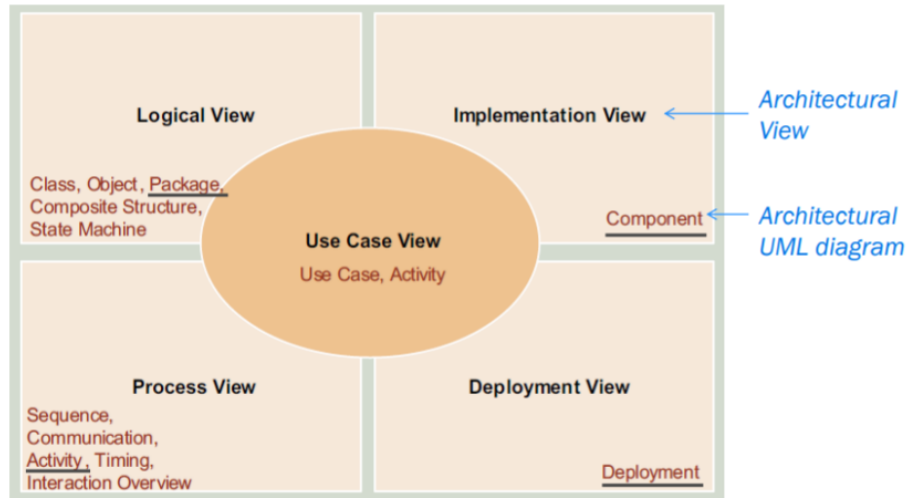 Logical View
Class, Object, Package,
Composite Structure,
State Machine
Implementation View
Component
Architectural
View
Architectural
UML diagram
Use Case View
Use Case, Activity
Process View
Sequence,
Communication,
Activity, Timing,
Interaction Overview
Deployment View
Deployment